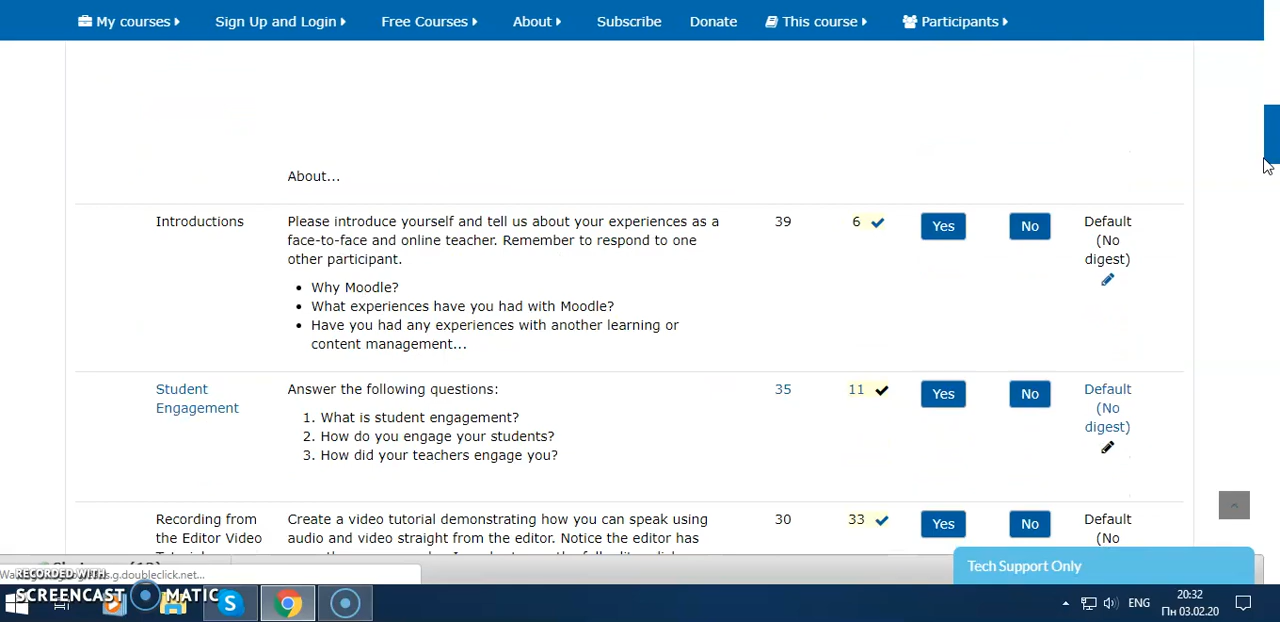 My courses Sign Up and Login Free Courses About Subscribe Donate This course Participants
About...
Introductions
Please introduce yourself and tell us about your experiences as a
face-to-face and online teacher. Remember to respond to one
other participant.
• Why Moodle?
• What experiences have you had with Moodle?
• Have you had any experiences with another learning or
content management...
39
6
Yes
No
Default
(No
digest)
Student
Engagement
Answer the following questions:
1. What is student engagement?
2. How do you engage your students?
3. How did your teachers engage you?
35
11
Yes
No
Default
(No
digest)
Recording from
the Editor Video
Create a video tutorial demonstrating how you can speak using
audio and video straight from the editor. Notice the editor has
30
33
Yes
No
Default
(No
Tech Support Only
s.g.doubleclick.net...
RECORDED WITH
SCREENCAST MATIC
ENG
20:32
Пн 03.02.20